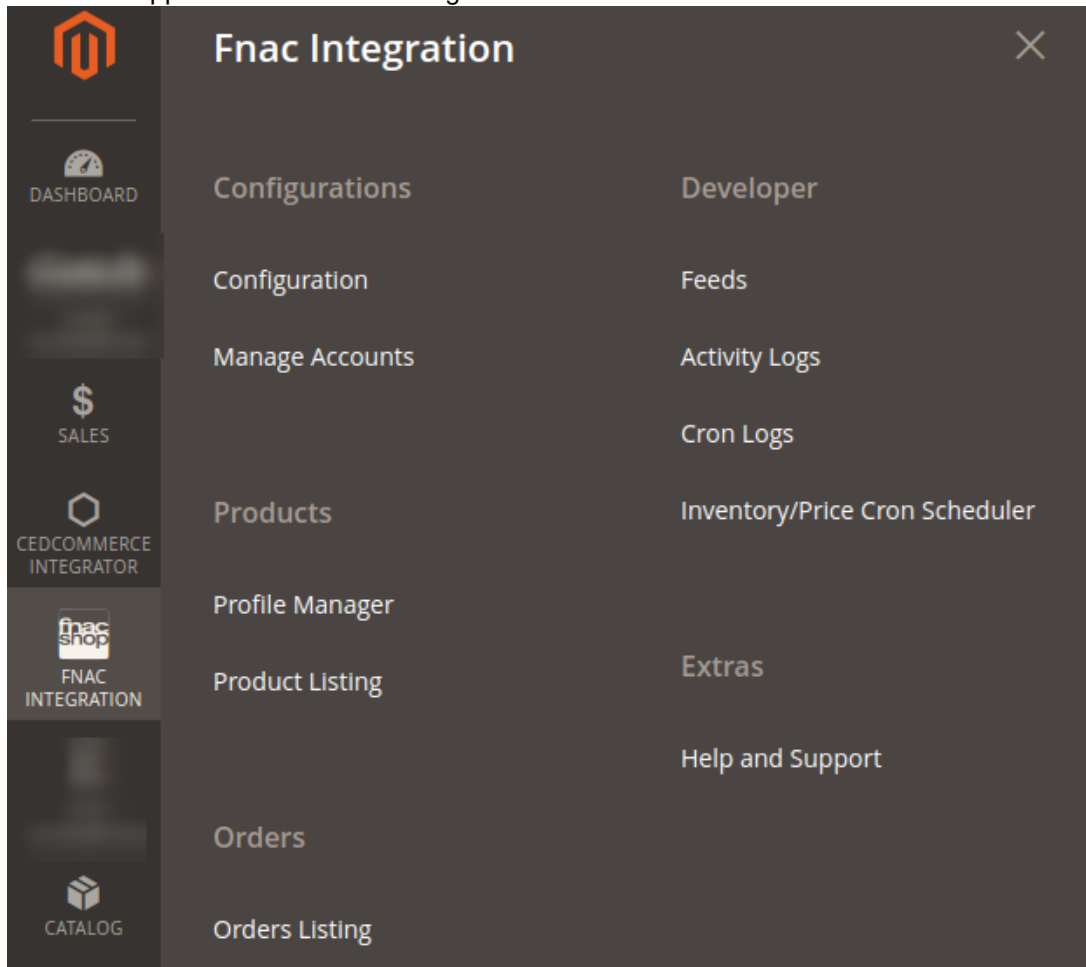 Fnac Integration
DASHBOARD
SALES
CEDCOMMERCE
INTEGRATOR
fnac
shop
FNAC
INTEGRATION
CATALOG
Configurations
Configuration
Manage Accounts
Products
Profile Manager
Product Listing
Orders
Orders Listing
Developer
Feeds
Activity Logs
Cron Logs
Inventory/Price Cron Scheduler
Extras
Help and Support